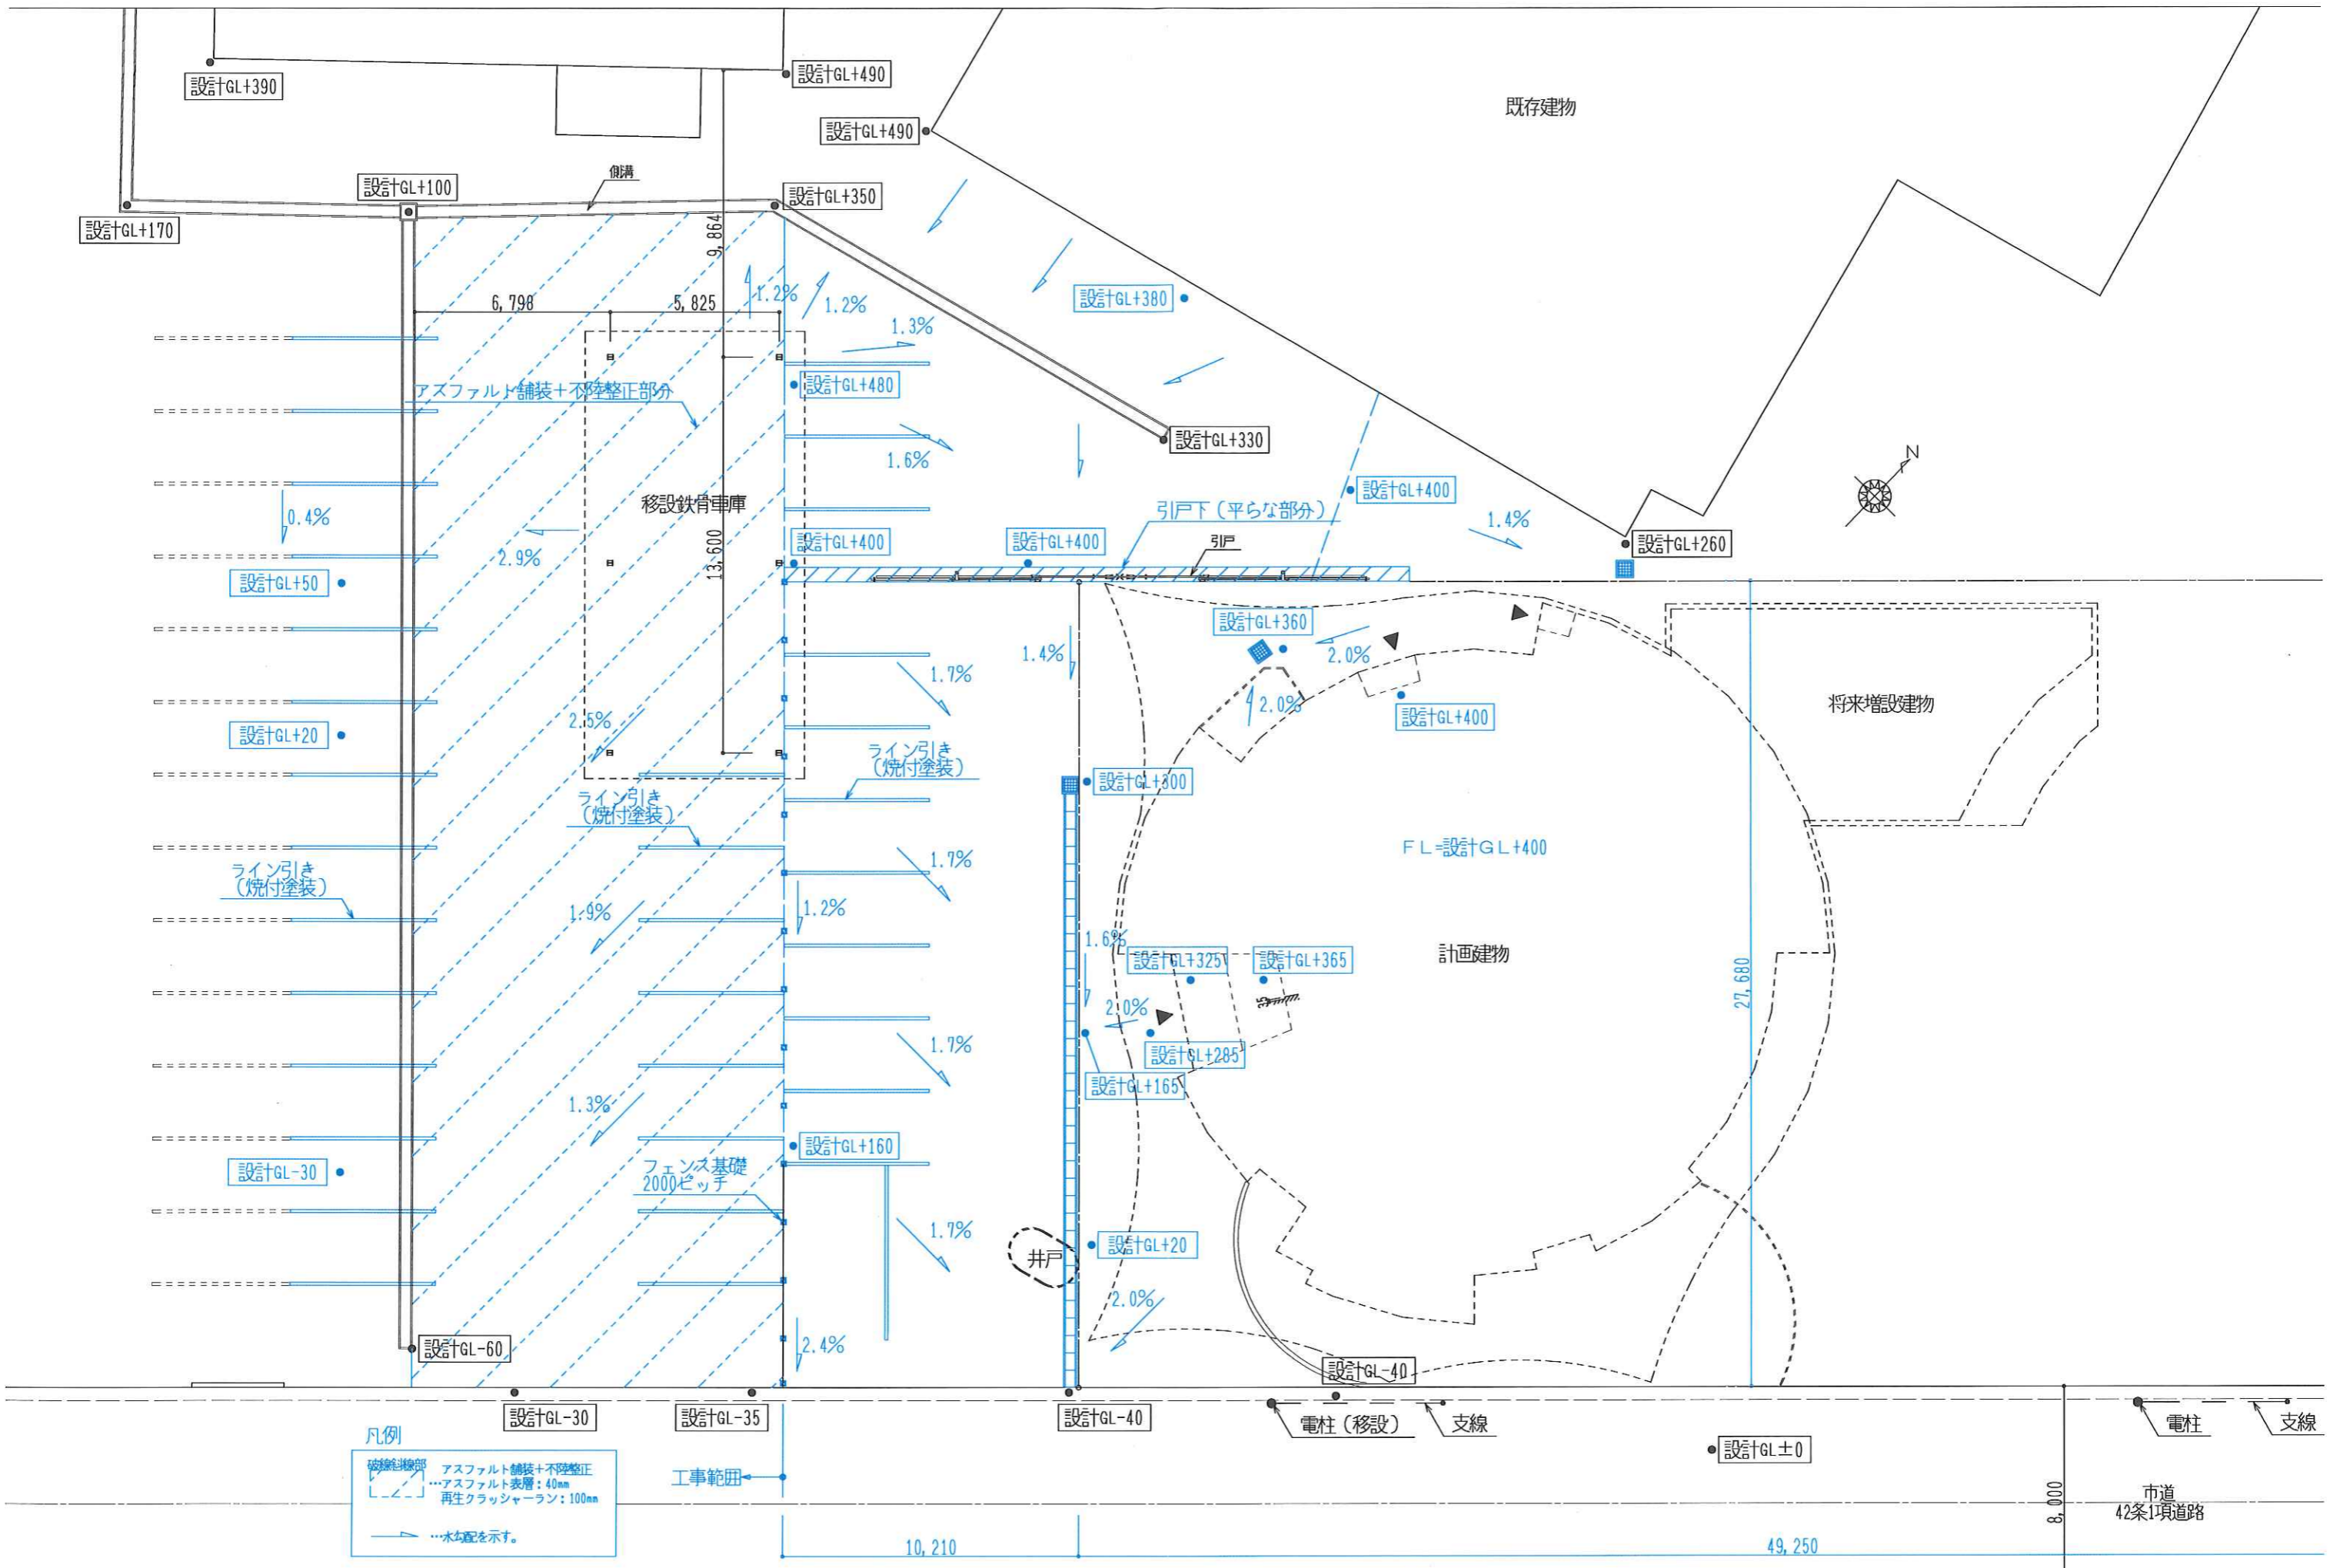 設計GL+390
設計GL+490
既存建物
設計GL+490
側溝
設計GL+100
設計GL+350
設計GL+170
9,864
6,798
5,825
1.2%
1.2%
設計GL+380
1.3%
アスファルト舗装+不陸整正部分
設計GL+480
設計GL+330
1.6%
N
移設鉄骨車庫
設計GL+400
引戸下(平らな部分)
0.4%
1.4%
2.9%
13,600
設計GL+400
設計GL+400
引戸
設計GL+260
設計GL+50
設計GL+360
1.4%
2.0%
1.7%
2.0%
設計GL+400
将来増設建物
設計GL+20
2.5%
ライン引き
(焼付塗装)
設計GL+300
ライン引き
(焼付塗装)
FL=設計GL+400
1.7%
ライン引き
(焼付塗装)
1.9%
1.2%
1.6%
計画建物
設計GL+325
設計GL+365
27,680
35
2.0%
1.7%
設計GL+285
設計GL+165
1.3%
設計GL+160
設計GL-30
フェンス基礎
2000ピッチ
1.7%
設計GL+20
井戸
2.0%
2.4%
設計GL-60
設計GL-40
設計GL-30
設計GL-35
設計GL-40
電柱(移設)
支線
電柱
支線
設計GL±0
凡例
破線斜線部
アスファルト舗装+不陸整正
…アスファルト表層:40mm
再生クラッシャーラン:100mm
…水勾配を示す。
工事範囲
8,000
市道
42条1項道路
10,210
49,250